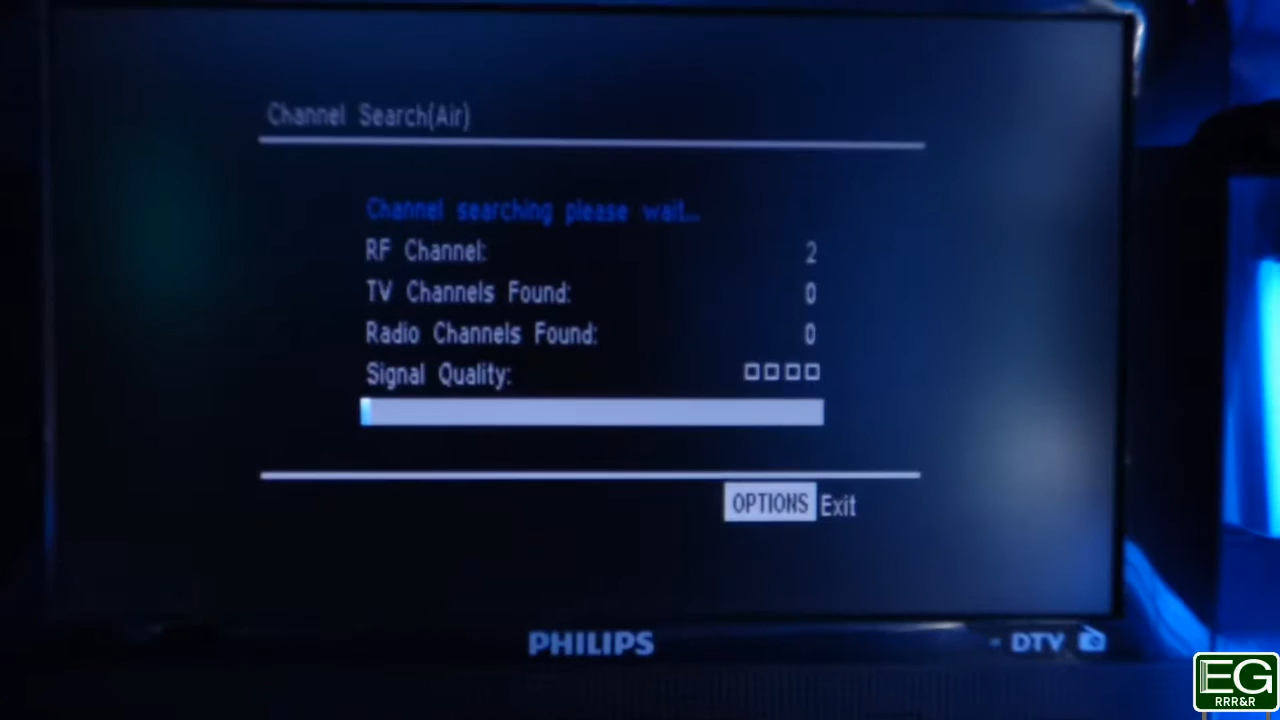 Channel Search(Air)
Channel searching please wait...
RF Channel: 2
TV Channels Found: 0
Radio Channels Found: 0
Signal Quality:
OPTIONS Exit
PHILIPS
- DTV
EG
RRR&R